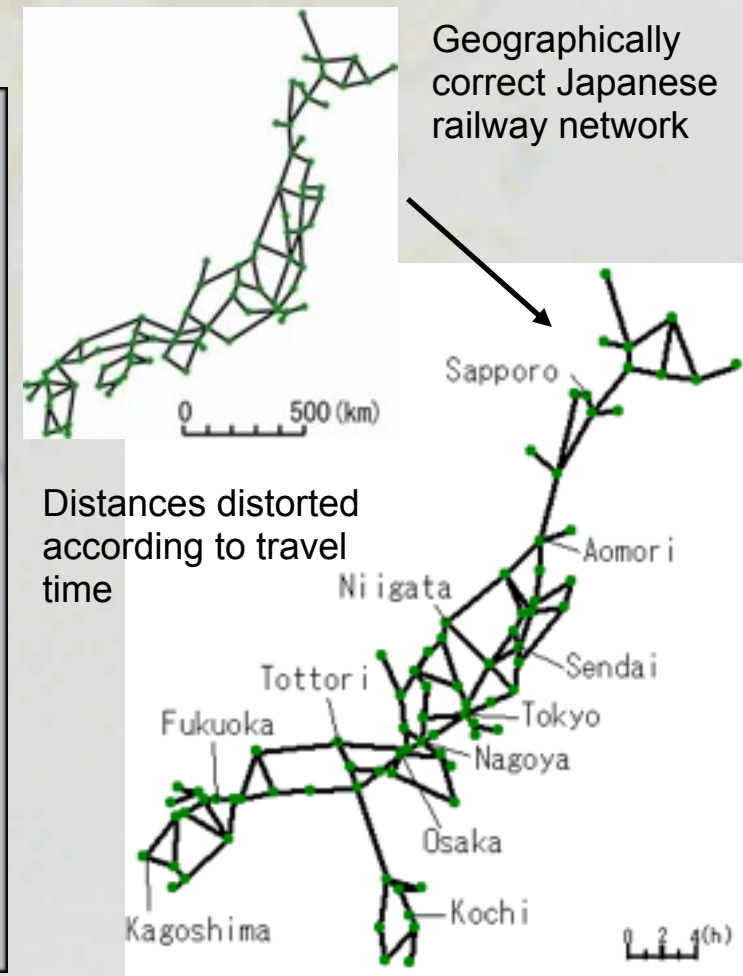 Geographically
correct Japanese
railway network
0 500 (km)
Distances distorted
according to travel
time
Sapporo
Aomori
Niigata
Sendai
Tottori
Tokyo
Fukuoka
Nagoya
Osaka
Kochi
Kagoshima
0 2 4(h)